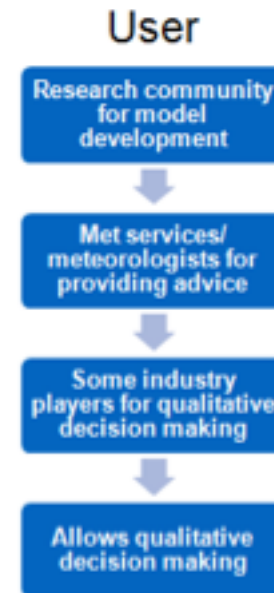 User
Research community
for model
development
Met services/
meteorologists for
providing advice
Some industry
players for qualitative
decision making
Allows qualitative
decision making